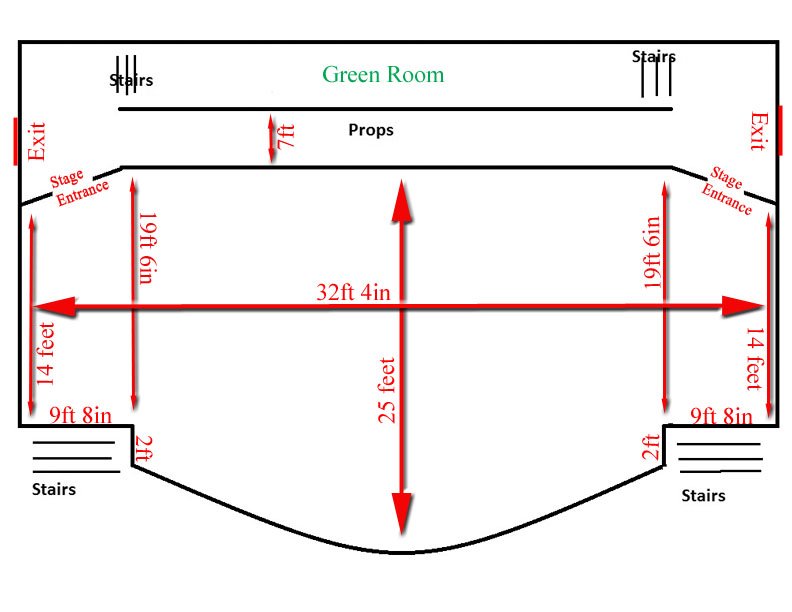 Stairs
Stairs
Green Room
Props
7ft
Exit
Exit
Stage
Entrance
Stage
Entrance
19ft 6in
19ft 6in
32ft 4in
14 feet
14 feet
25 feet
9ft 8in
9ft 8in
2ft
2ft
Stairs
Stairs